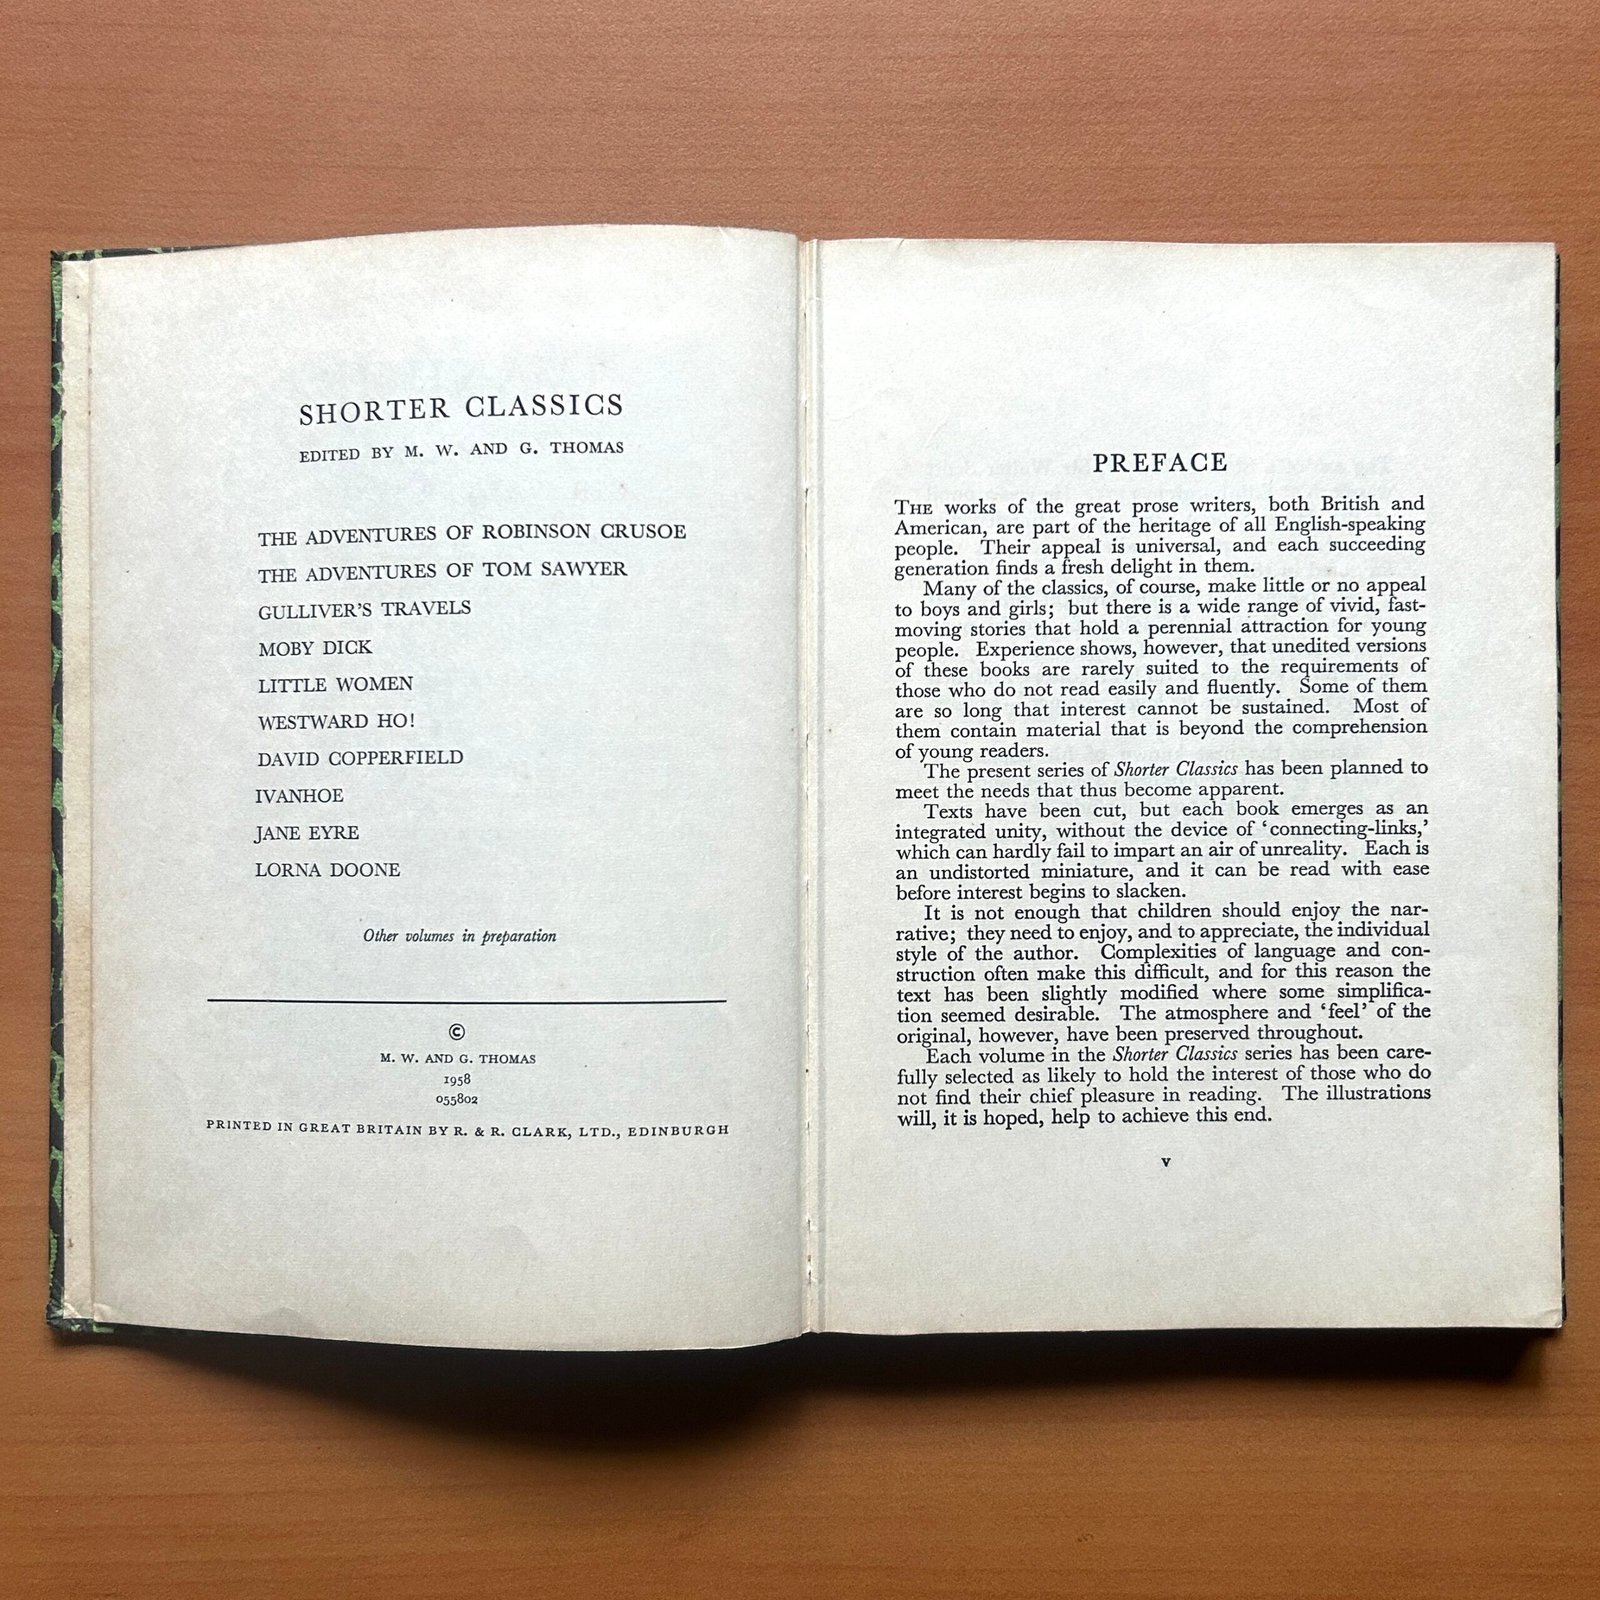 SHORTER CLASSICS
EDITED BY M. W. AND G. THOMAS
THE ADVENTURES OF ROBINSON CRUSOE
THE ADVENTURES OF TOM SAWYER
GULLIVER'S TRAVELS
MOBY DICK
LITTLE WOMEN
WESTWARD HO!
DAVID COPPERFIELD
IVANHOE
JANE EYRE
LORNA DOONE
Other volumes in preparation
©
M. W. AND G. THOMAS
1958
055802
PRINTED IN GREAT BRITAIN BY R. & R. CLARK, LTD., EDINBURGH
PREFACE
THE works of the great prose writers, both British and
American, are part of the heritage of all English-speaking
people. Their appeal is universal, and each succeeding
generation finds a fresh delight in them.
Many of the classics, of course, make little or no appeal
to boys and girls; but there is a wide range of vivid, fast-
moving stories that hold a perennial attraction for young
people. Experience shows, however, that unedited versions
of these books are rarely suited to the requirements of
those who do not read easily and fluently. Some of them
are so long that interest cannot be sustained. Most of
them contain material that is beyond the comprehension
of young readers.
The present series of Shorter Classics has been planned to
meet the needs that thus become apparent.
Texts have been cut, but each book emerges as an
integrated unity, without the device of 'connecting-links,'
which can hardly fail to impart an air of unreality. Each is
an undistorted miniature, and it can be read with ease
before interest begins to slacken.
It is not enough that children should enjoy the nar-
rative; they need to enjoy, and to appreciate, the individual
style of the author. Complexities of language and con-
struction often make this difficult, and for this reason the
text has been slightly modified where some simplifica-
tion seemed desirable. The atmosphere and 'feel' of the
original, however, have been preserved throughout.
Each volume in the Shorter Classics series has been care-
fully selected as likely to hold the interest of those who do
not find their chief pleasure in reading. The illustrations
will, it is hoped, help to achieve this end.
v